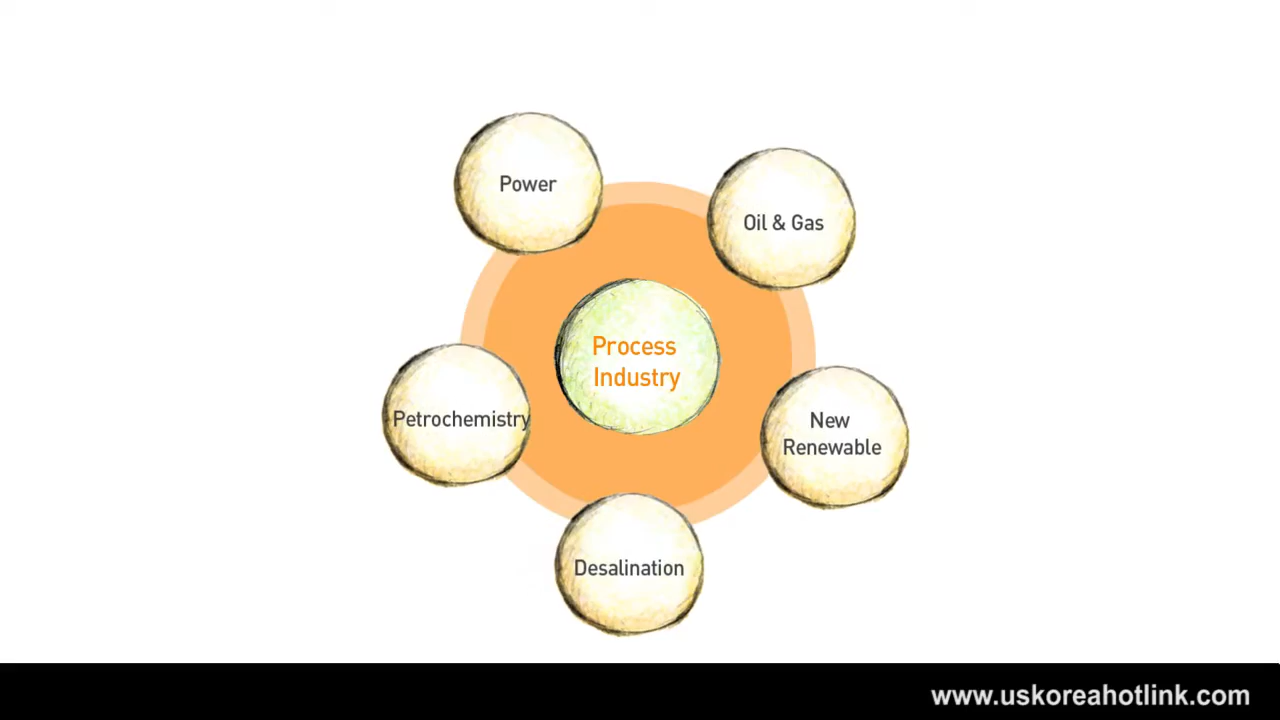 Power
Oil & Gas
Process
Industry
Petrochemistry
New
Renewable
Desalination
www.uskoreahotlink.com